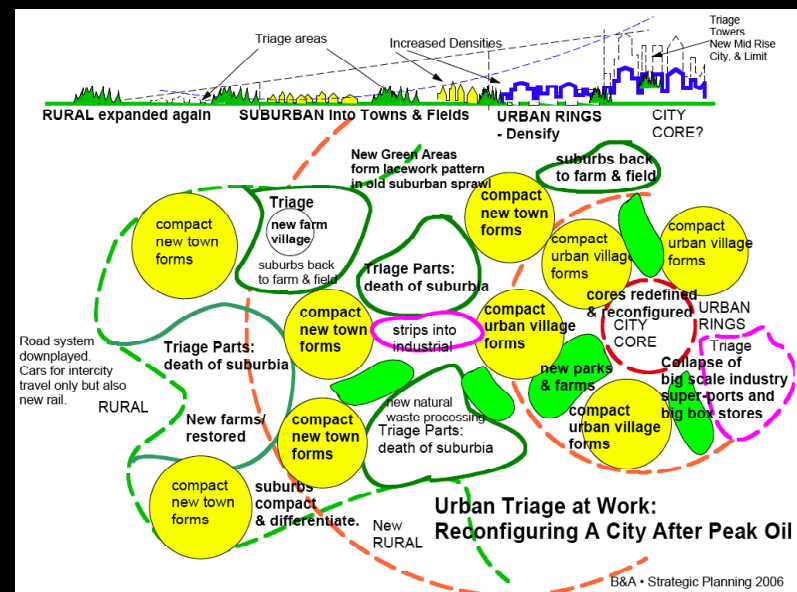 Triage areas
Increased Densities
Triage
Towers
New Mid Rise
City, & Limit
RURAL expanded again
SUBURBAN Into Towns & Fields
URBAN RINGS
- Densify
CITY
CORE?
New Green Areas
form lacework pattern
in old suburban sprawl
suburbs back
to farm & field
compact
new town
forms
Triage
new farm
village
suburbs back
to farm & field
compact
new town
forms
compact
urban village
forms
compact
urban village
forms
Triage Parts:
death of suburbia
cores redefined
& reconfigured
CITY
CORE
URBAN
RINGS
compact
new town
forms
strips into
industrial
compact
urban village
forms
Road system
downplayed.
Cars for intercity
travel only but also
new rail.
RURAL
Triage Parts:
death of suburbia
New farms/
restored
Triage
Collapse of
big scale industry
super-ports and
big box stores
new parks
& farms
new natural
waste processing
Triage Parts:
death of suburbia
compact
new town
forms
compact
urban village
forms
compact
new town
forms
suburbs
compact
& differentiate.
New
RURAL
Urban Triage at Work:
Reconfiguring A City After Peak Oil
B&A • Strategic Planning 2006